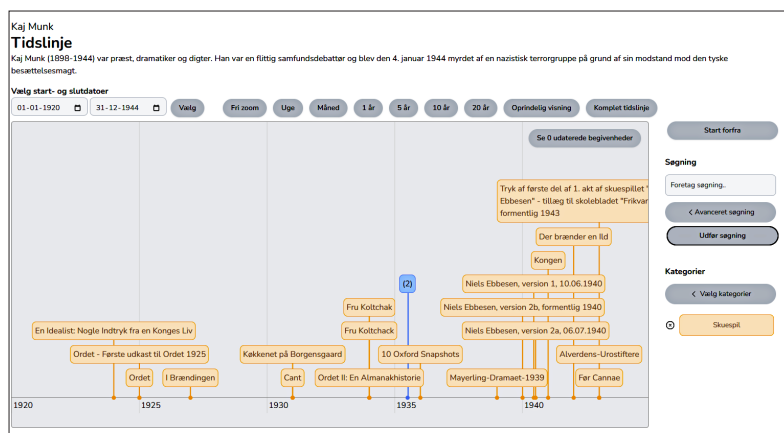 Kaj Munk
Tidslinje
Kaj Munk (1898-1944) var præst, dramatiker og digter. Han var en flittig samfundsdebattør og blev den 4. januar 1944 myrdet af en nazistisk terrorgruppe på grund af sin modstand mod den tyske
besættelsesmagt.
Vælg start- og slutdatoer
01-01-1920
31-12-1944
Vælg
Fri zoom
Uge
Måned
1 år
5 år
10 år
20 år
Oprindelig visning
Komplet tidslinje
Se 0 udaterede begivenheder
Tryk af første del af 1. akt af skuespillet "
Ebbesen" - tillæg til skolebladet "Frikvar
formentlig 1943
Der brænder en Ild
Kongen
(2)
Niels Ebbesen, version 1, 10.06.1940
Fru Koltchak
Niels Ebbesen, version 2b, formentlig 1940
En Idealist: Nogle Indtryk fra en Konges Liv
Fru Koltchack
Niels Ebbesen, version 2a, 06.07.1940
Ordet - Første udkast til Ordet 1925
Køkkenet på Borgensgaard
10 Oxford Snapshots
Alverdens-Urostiftere
Ordet
I Brændingen
Cant
Ordet II: En Almanakhistorie
Mayerling-Dramaet-1939
Før Cannae
1920
1925
1930
1935
1940
Start forfra
Søgning
Foretag søgning..
Avanceret søgning
Udfør søgning
Kategorier
Vælg kategorier
Skuespil